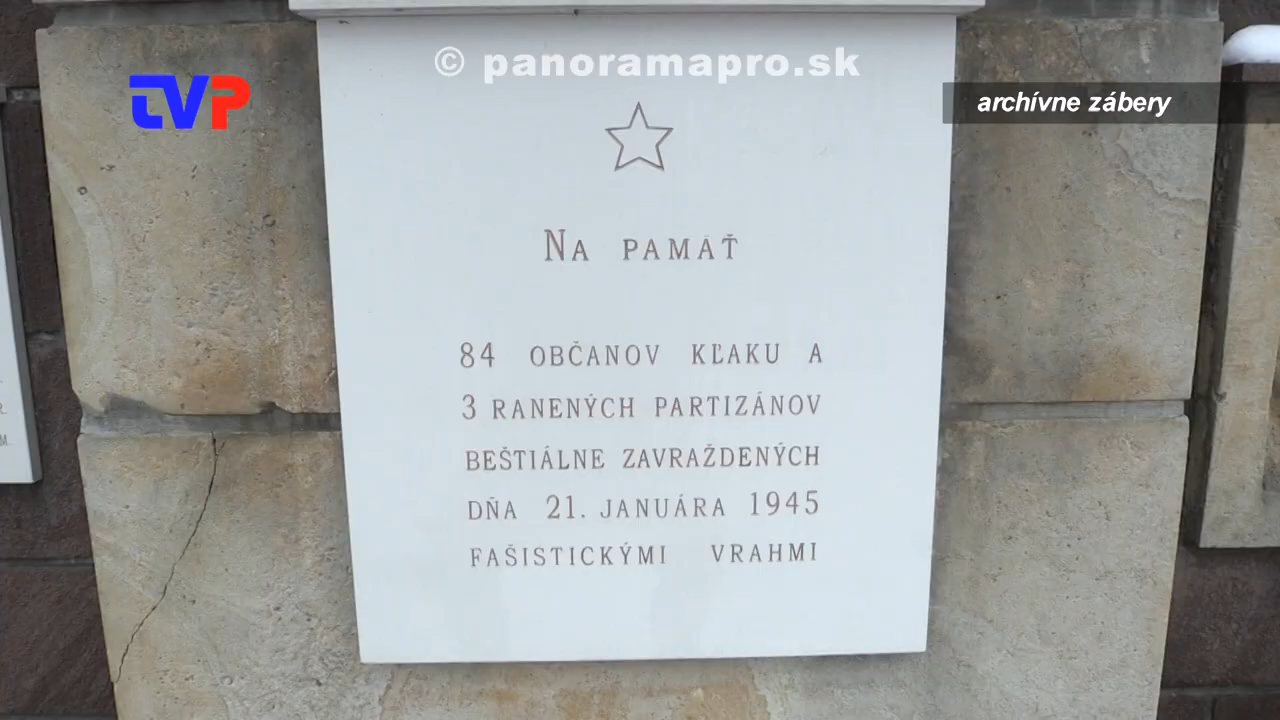 © panoramapro.sk
TVP
archívne zábery
NA PAMÄŤ
84 OBČANOV KĽAKU A
3 RANENÝCH PARTIZÁNOV
BEŠTIÁLNE ZAVRAŽDENÝCH
DŇA 21. JANUÁRA 1945
FAŠISTICKÝMI VRAHMI